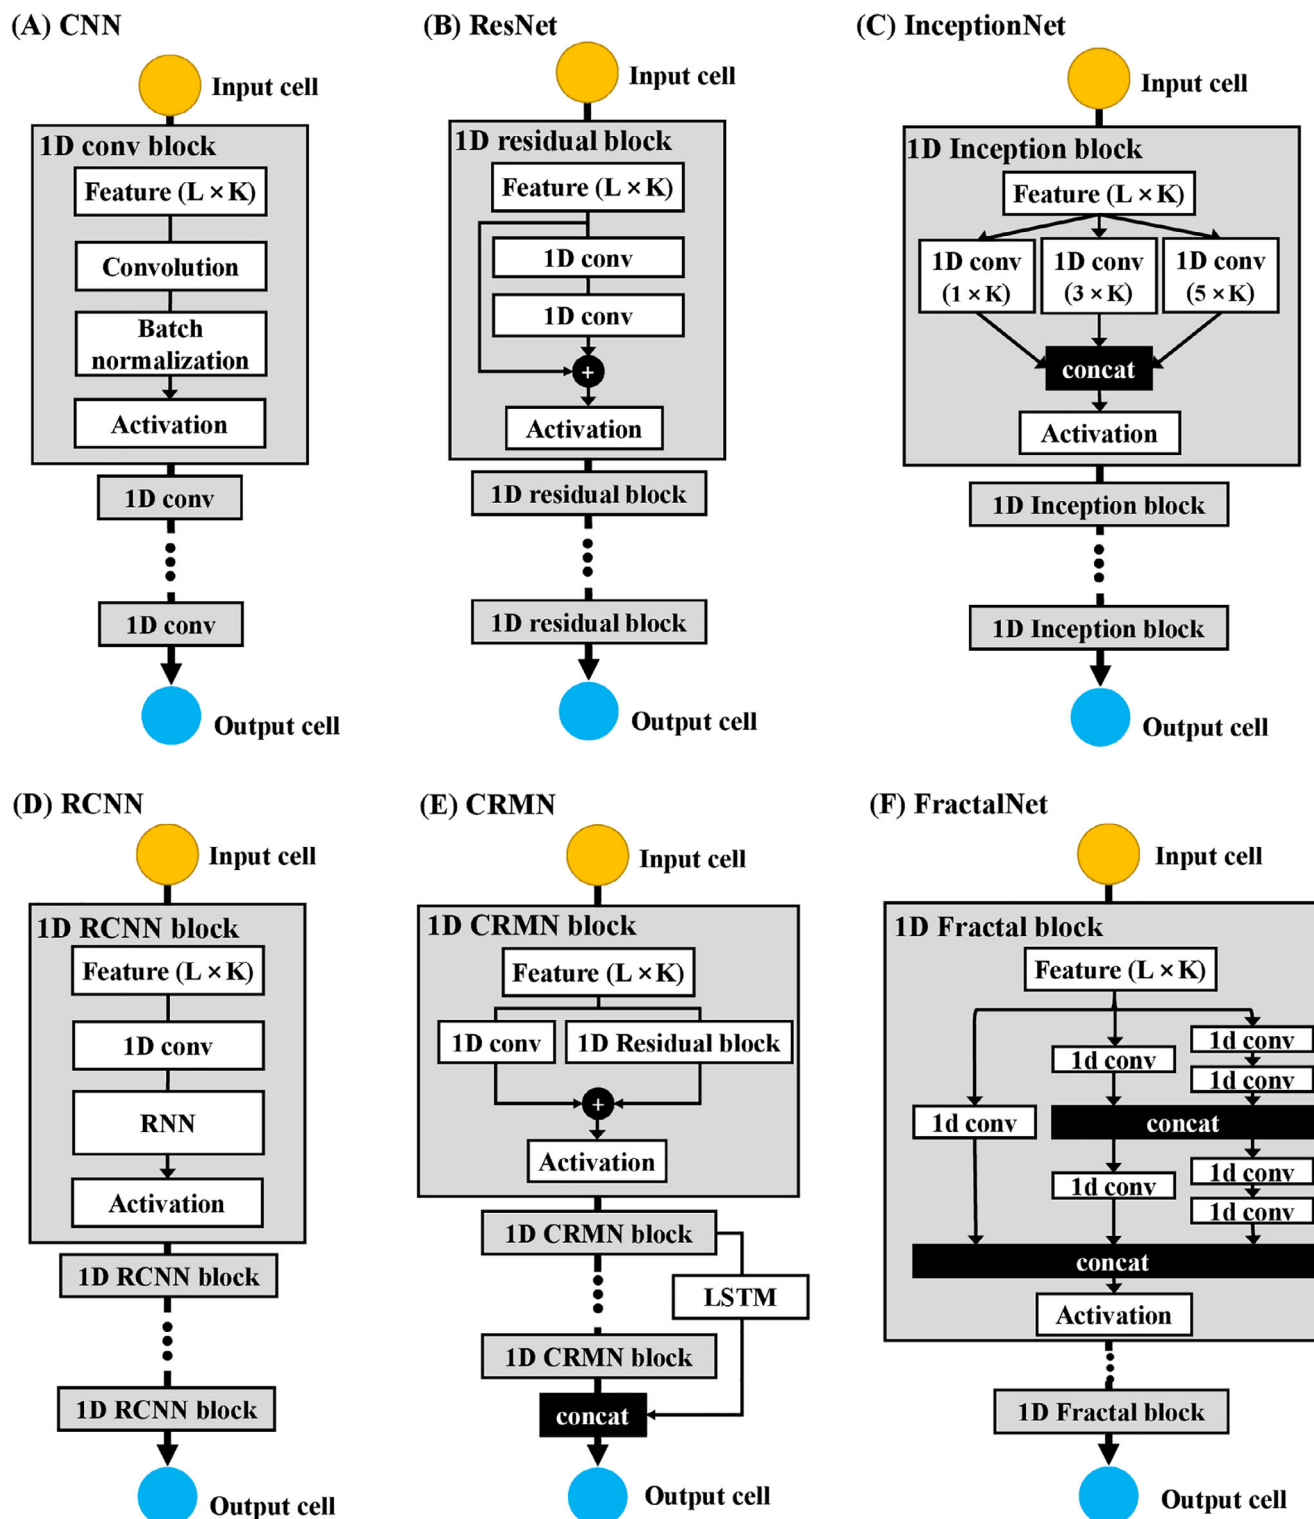 (A) CNN
Input cell
1D conv block
Feature (L × K)
Convolution
Batch
normalization
Activation
1D conv
1D conv
Output cell
(B) ResNet
Input cell
1D residual block
Feature (L × K)
1D conv
1D conv
+
Activation
1D residual block
1D residual block
Output cell
(C) InceptionNet
Input cell
1D Inception block
Feature (L × K)
1D conv
(1 × K)
1D conv
(3 × K)
1D conv
(5 × K)
concat
Activation
1D Inception block
1D Inception block
Output cell
(D) RCNN
Input cell
1D RCNN block
Feature (L × K)
1D conv
RNN
Activation
1D RCNN block
1D RCNN block
Output cell
(E) CRMN
Input cell
1D CRMN block
Feature (L × K)
1D conv
1D Residual block
+
Activation
1D CRMN block
LSTM
1D CRMN block
concat
Output cell
(F) FractalNet
Input cell
1D Fractal block
Feature (L × K)
1d conv
1d conv
1d conv
1d conv
concat
1d conv
1d conv
1d conv
concat
Activation
1D Fractal block
Output cell